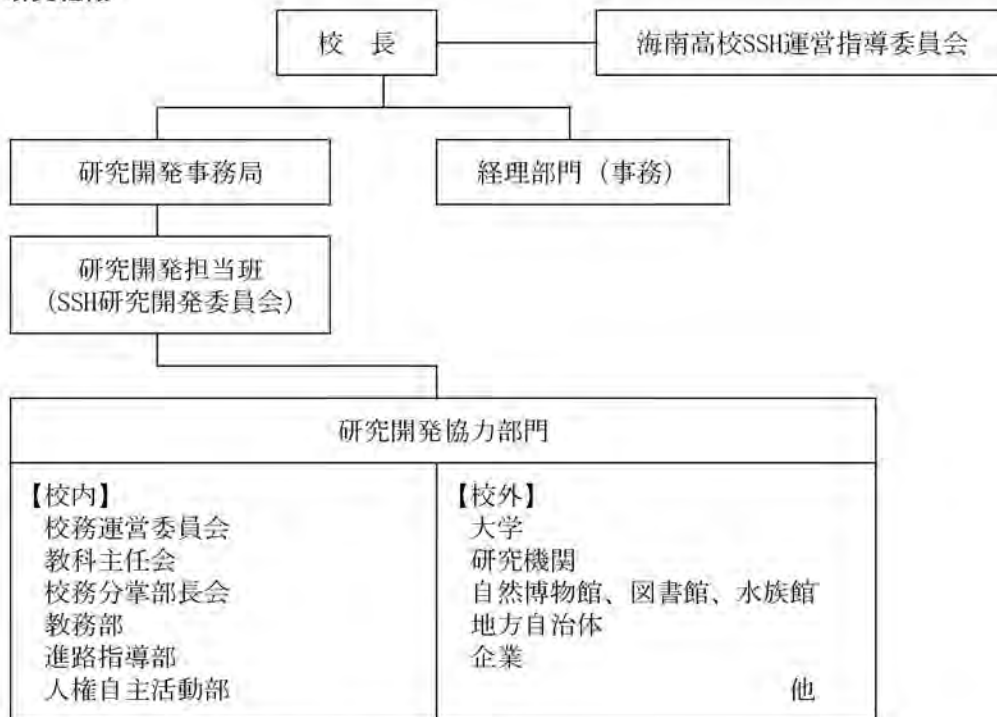 校 長
海南高校SSH運営指導委員会
研究開発事務局
経理部門（事務）
研究開発担当班
（SSH研究開発委員会）
研究開発協力部門
【校内】
校務運営委員会
教科主任会
校務分掌部長会
教務部
進路指導部
人権自主活動部
【校外】
大学
研究機関
自然博物館、図書館、水族館
地方自治体
企業
他